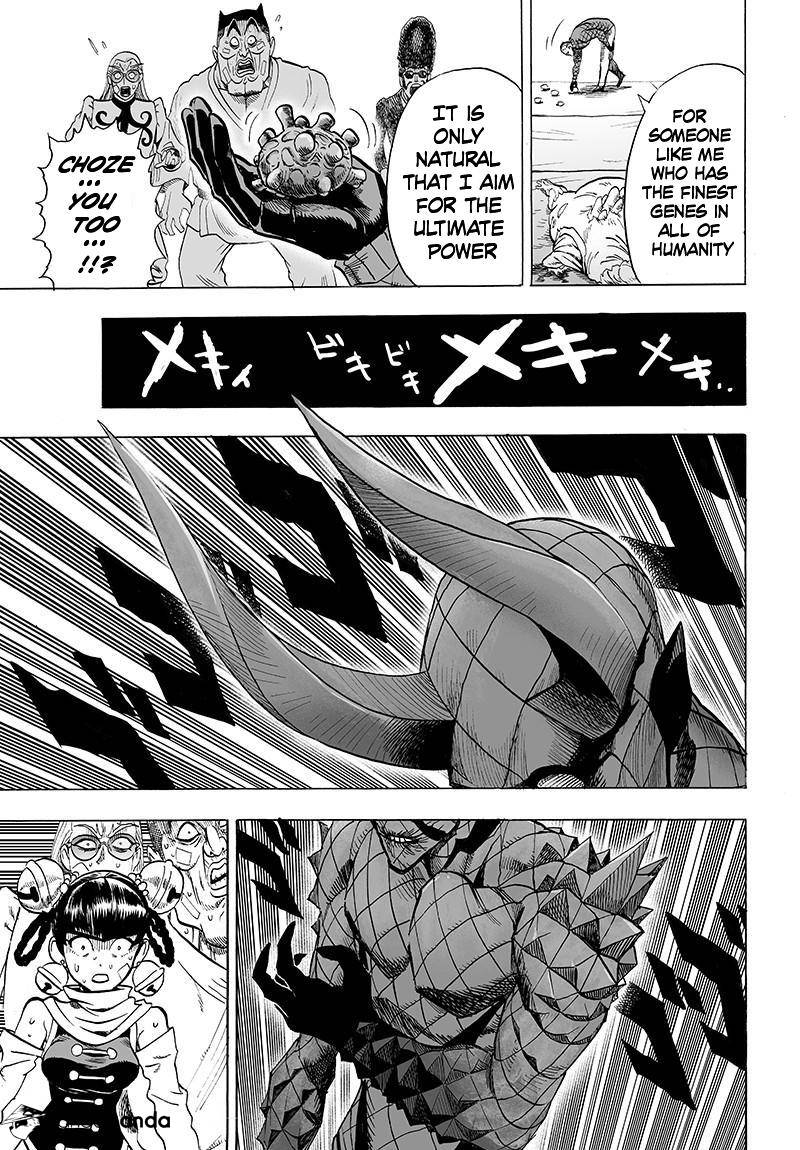 FOR
SOMEONE
LIKE ME
WHO HAS
THE FINEST
GENES IN
ALL OF
HUMANITY
IT IS
ONLY
NATURAL
THAT I AIM
FOR THE
ULTIMATE
POWER
CHOZE
...
YOU
TOO
...
!!?
メキ..
メキ
ビキ
ビキ
メキィ